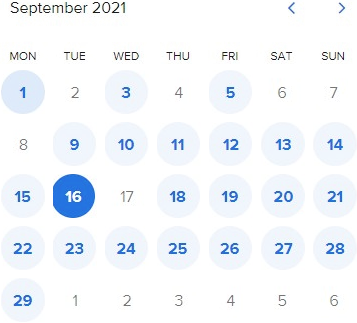 September 2021
MON TUE WED THU FRI SAT SUN
1 2 3 4 5 6 7
8 9 10 11 12 13 14
15 16 17 18 19 20 21
22 23 24 25 26 27 28
29 1 2 3 4 5 6